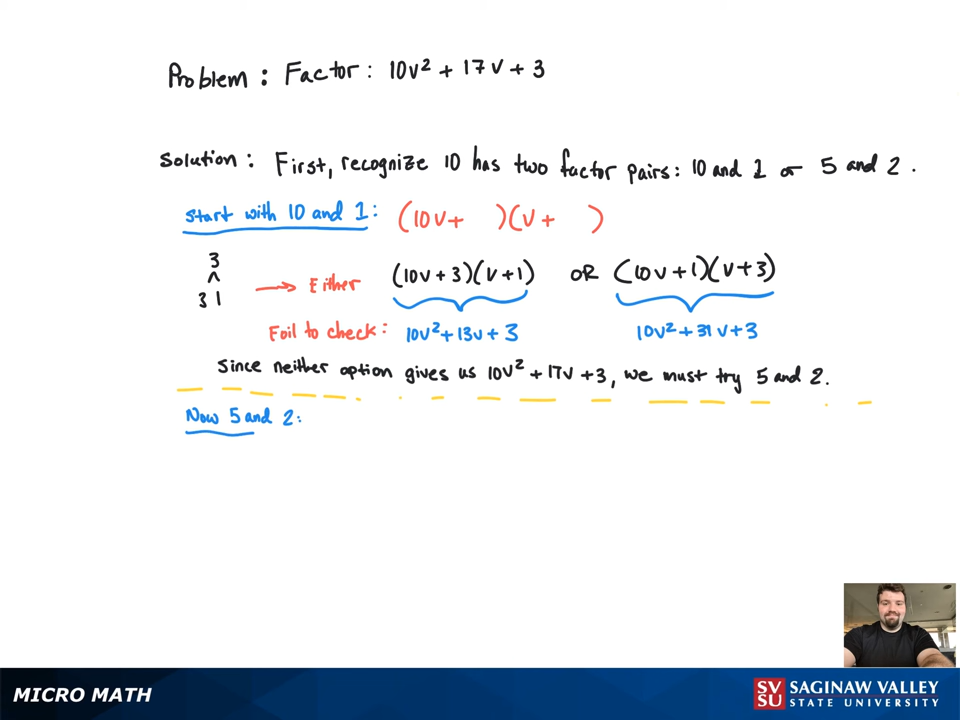 Problem: Factor: 10v² + 17v + 3
Solution: First, recognize 10 has two factor pairs: 10 and 1 or 5 and 2.
Start with 10 and 1: (10v + )(v + )
3
^
3 1
→ Either (10v + 3)(v + 1) OR (10v + 1)(v + 3)
Foil to check: 10v² + 13v + 3 10v² + 31v + 3
Since neither option gives us 10v² + 17v + 3, we must try 5 and 2.
Now 5 and 2:
MICRO MATH
SV SU SAGINAW VALLEY
STATE UNIVERSITY